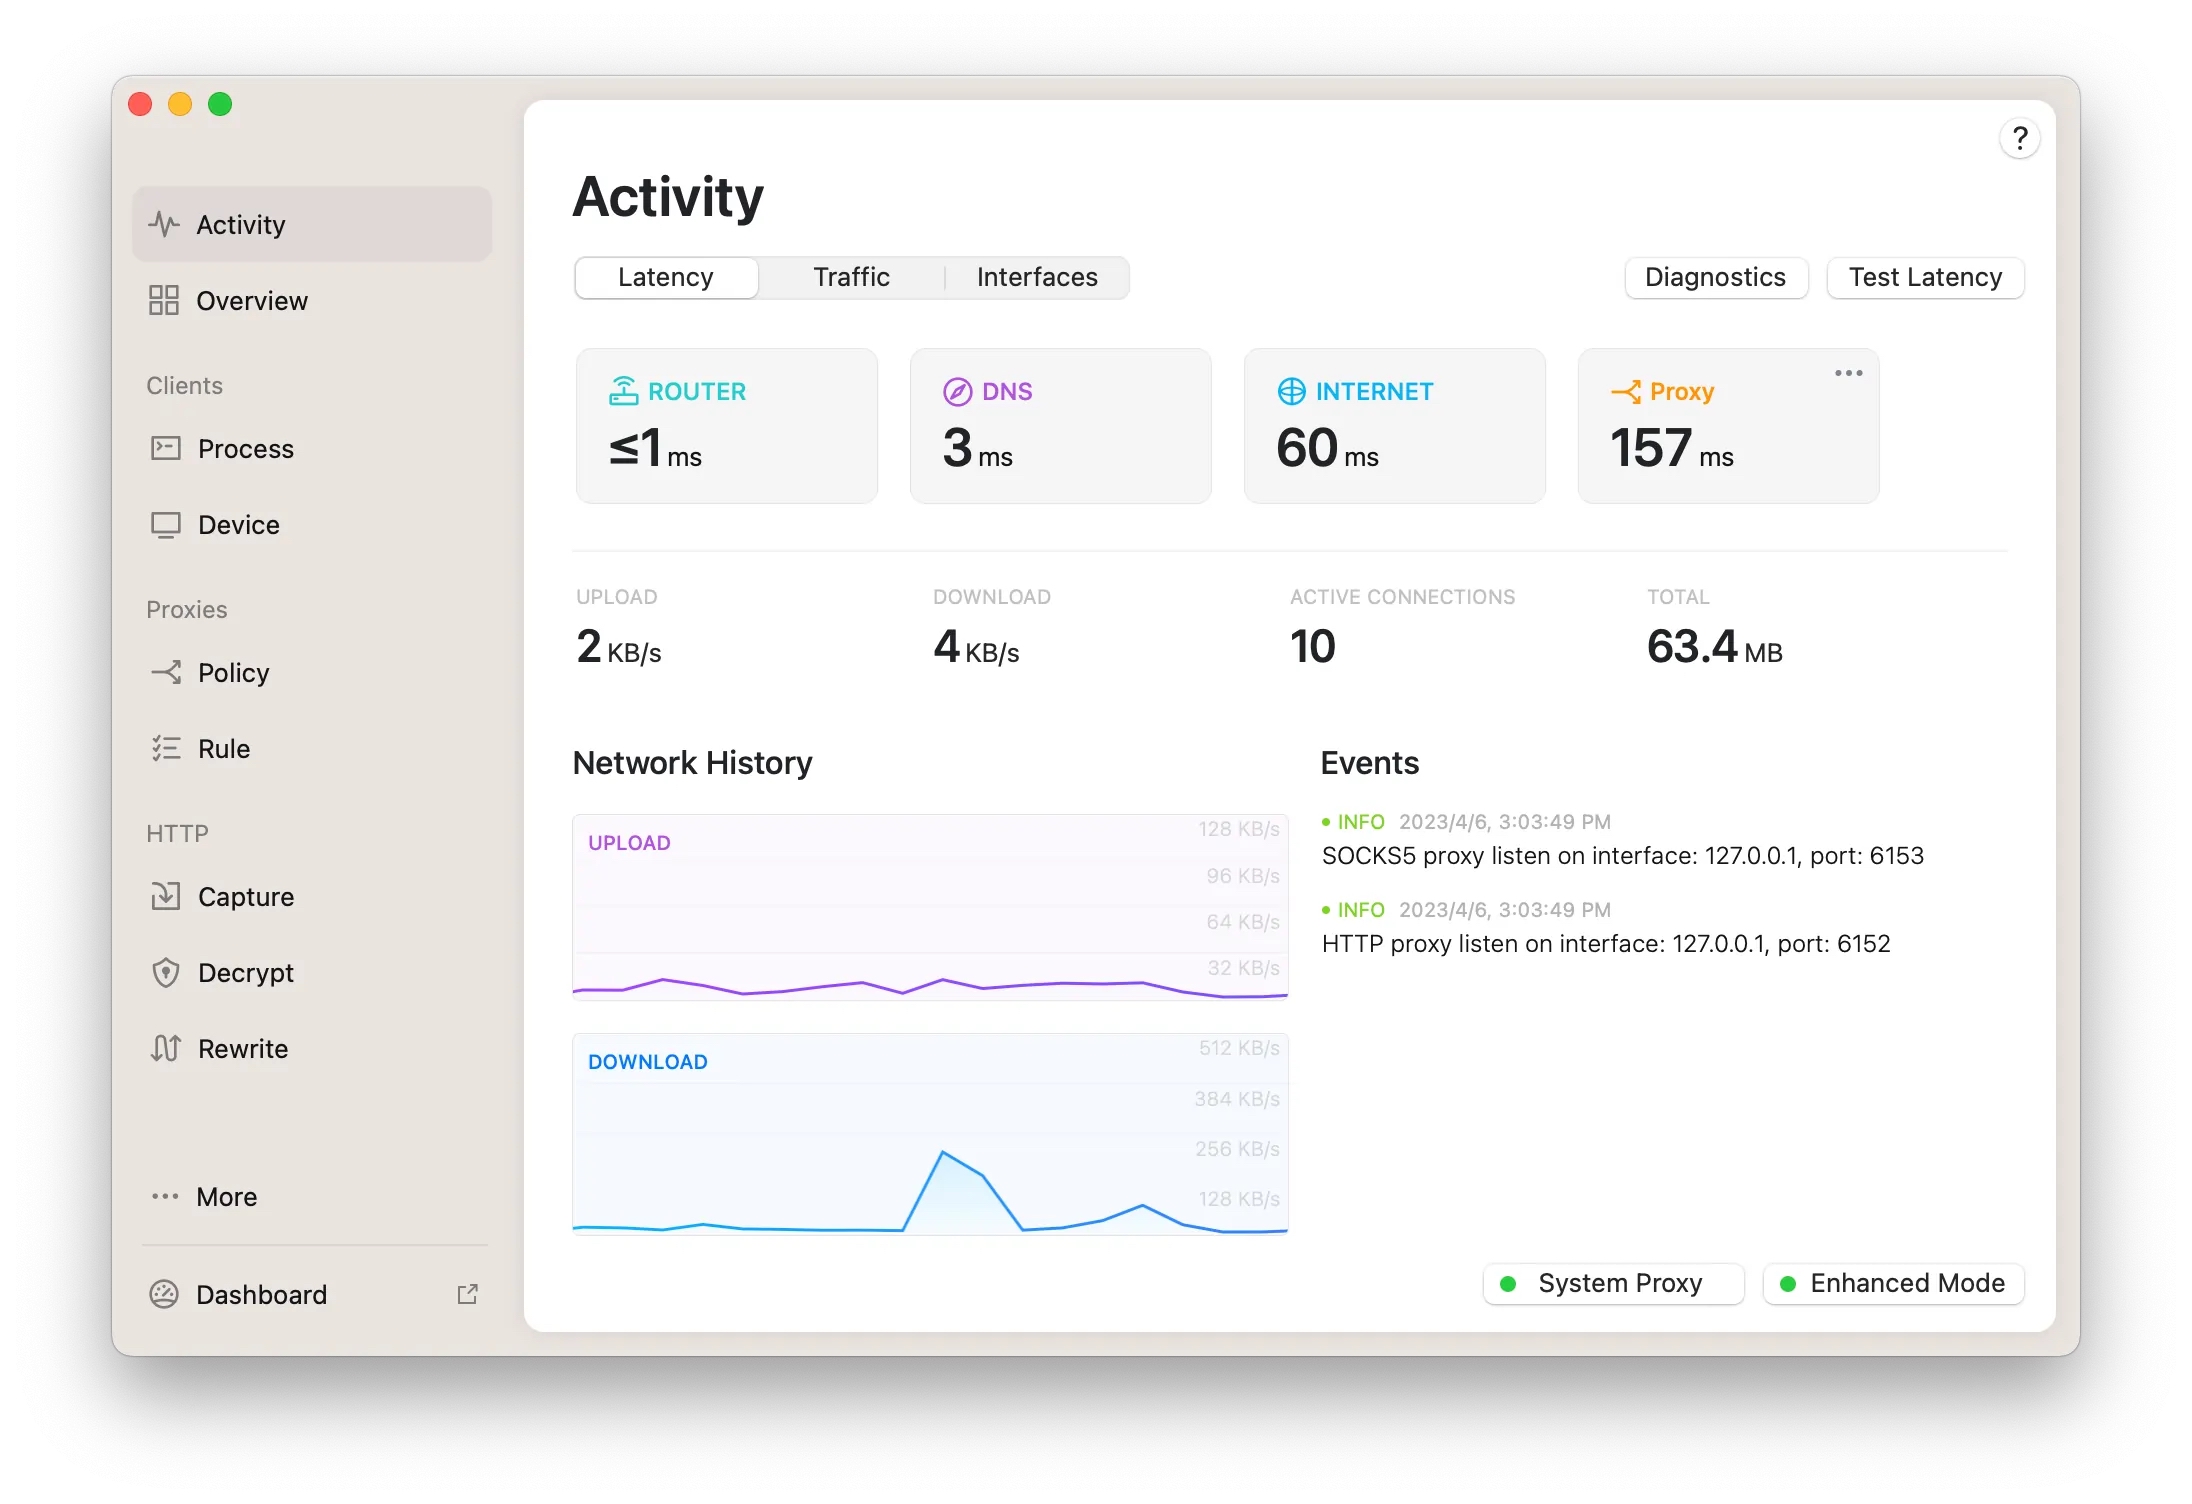 Activity
Overview
Clients
Process
Device
Proxies
Policy
Rule
HTTP
Capture
Decrypt
Rewrite
More
Dashboard
?
Activity
Latency Traffic Interfaces
Diagnostics Test Latency
ROUTER
≤1 ms
DNS
3 ms
INTERNET
60 ms
Proxy
157 ms
UPLOAD
2 KB/s
DOWNLOAD
4 KB/s
ACTIVE CONNECTIONS
10
TOTAL
63.4 MB
Network History
UPLOAD
128 KB/s
96 KB/s
64 KB/s
32 KB/s
DOWNLOAD
512 KB/s
384 KB/s
256 KB/s
128 KB/s
Events
INFO 2023/4/6, 3:03:49 PM
SOCKS5 proxy listen on interface: 127.0.0.1, port: 6153
INFO 2023/4/6, 3:03:49 PM
HTTP proxy listen on interface: 127.0.0.1, port: 6152
System Proxy
Enhanced Mode